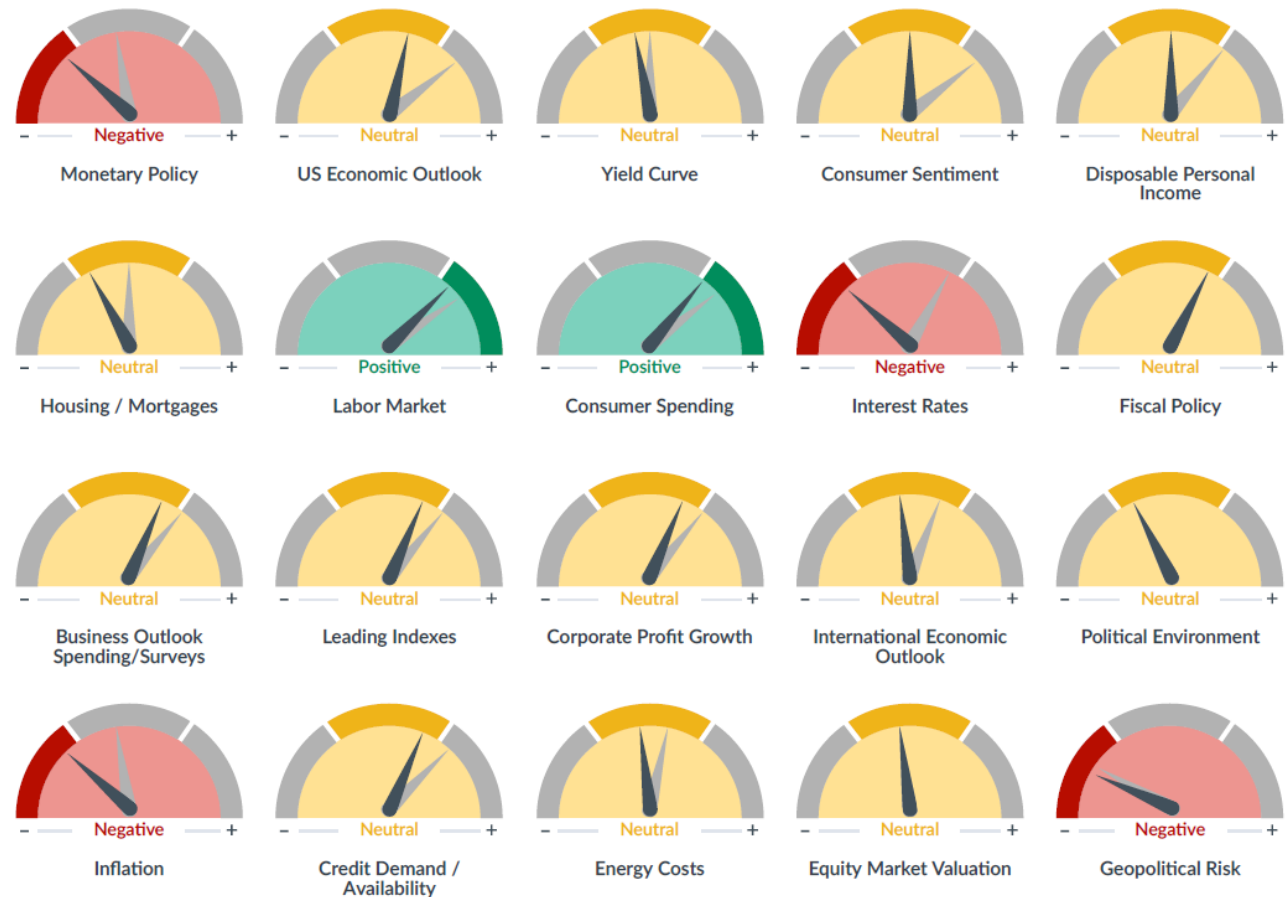 - Negative +
Monetary Policy
- Neutral +
US Economic Outlook
- Neutral +
Yield Curve
- Neutral +
Consumer Sentiment
- Neutral +
Disposable Personal
Income
- Neutral +
Housing / Mortgages
- Positive +
Labor Market
- Positive +
Consumer Spending
- Negative +
Interest Rates
- Neutral +
Fiscal Policy
- Neutral +
Business Outlook
Spending/Surveys
- Neutral +
Leading Indexes
- Neutral +
Corporate Profit Growth
- Neutral +
International Economic
Outlook
- Neutral +
Political Environment
- Negative +
Inflation
- Neutral +
Credit Demand /
Availability
- Neutral +
Energy Costs
- Neutral +
Equity Market Valuation
- Negative +
Geopolitical Risk